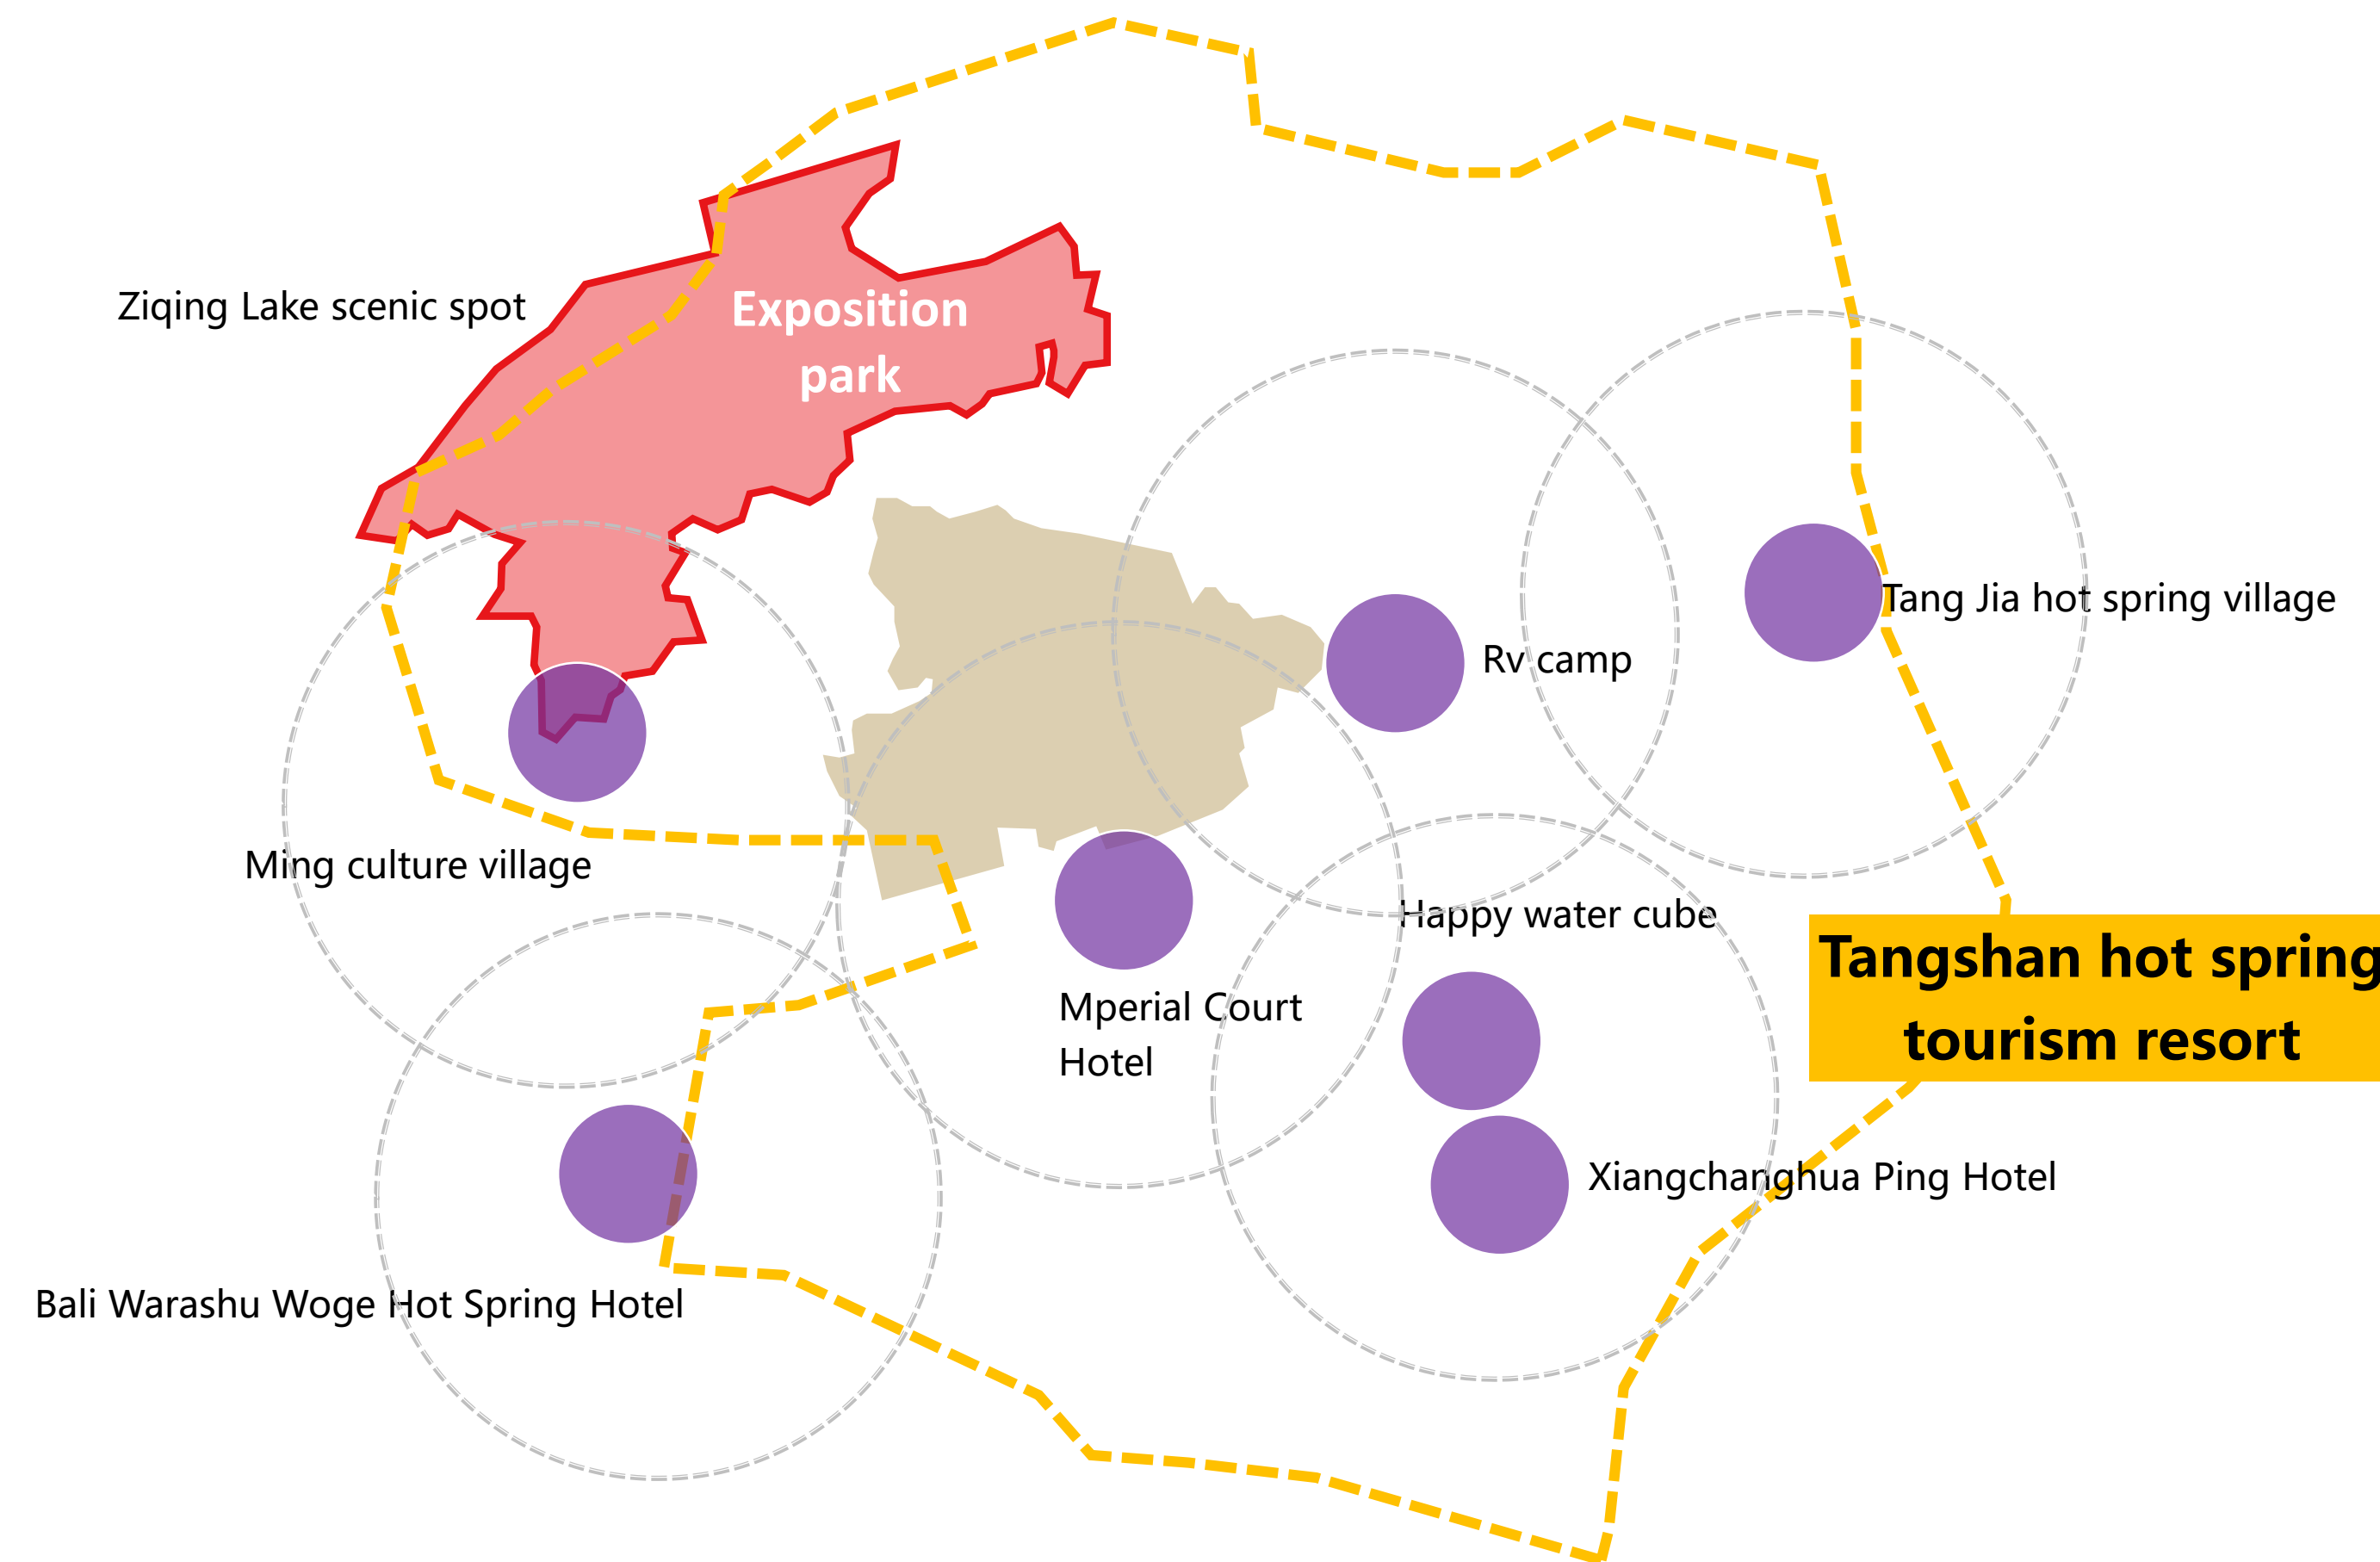 Ziqing Lake scenic spot
Exposition
park
Tang Jia hot spring village
Rv camp
Ming culture village
Happy water cube
Tangshan hot spring
tourism resort
Mperial Court
Hotel
Xiangchanghua Ping Hotel
Bali Warashu Woge Hot Spring Hotel